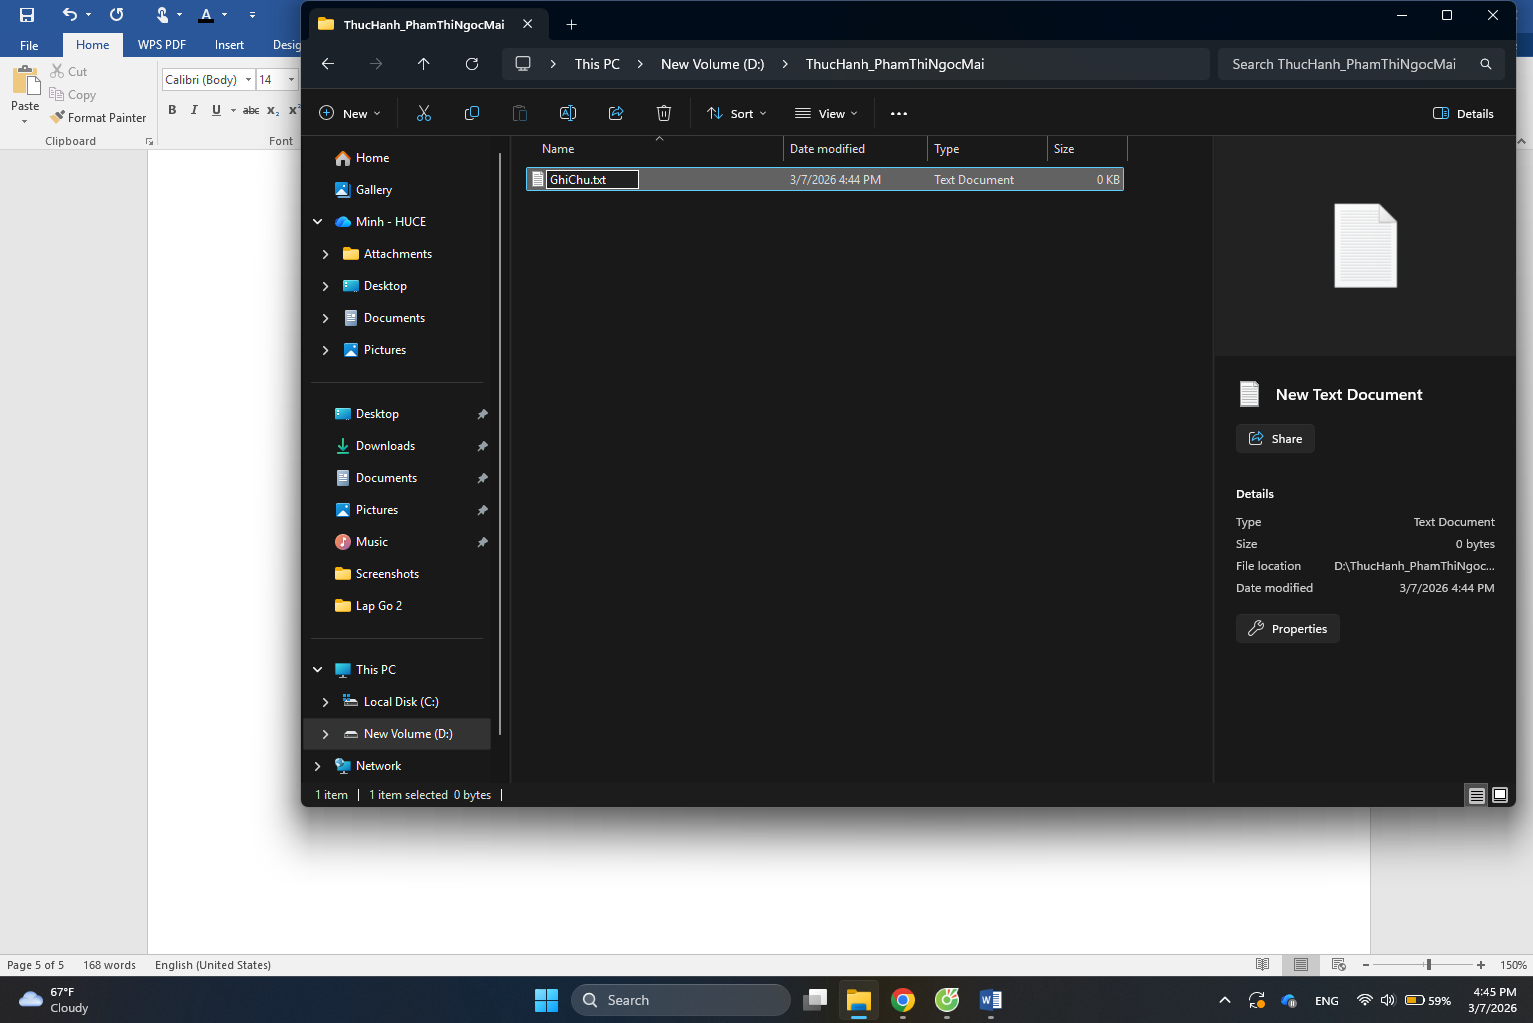 File
Home
WPS PDF
Insert
Desig
Paste
Cut
Copy
Format Painter
Clipboard
Calibri (Body)
14
B I U abc x₂ x²
Font
ThucHanh_PhamThiNgocMai
This PC > New Volume (D:) > ThucHanh_PhamThiNgocMai
Search ThucHanh_PhamThiNgocMai
New
Sort
View
Details
Home
Gallery
Minh - HUCE
Attachments
Desktop
Documents
Pictures
Desktop
Downloads
Documents
Pictures
Music
Screenshots
Lap Go 2
This PC
Local Disk (C:)
New Volume (D:)
Network
Name Date modified Type Size
GhiChu.txt 3/7/2026 4:44 PM Text Document 0 KB
New Text Document
Share
Details
Type Text Document
Size 0 bytes
File location D:\ThucHanh_PhamThiNgoc...
Date modified 3/7/2026 4:44 PM
Properties
1 item | 1 item selected 0 bytes |
Page 5 of 5 168 words English (United States)
150%
67°F
Cloudy
Search
ENG
59%
4:45 PM
3/7/2026